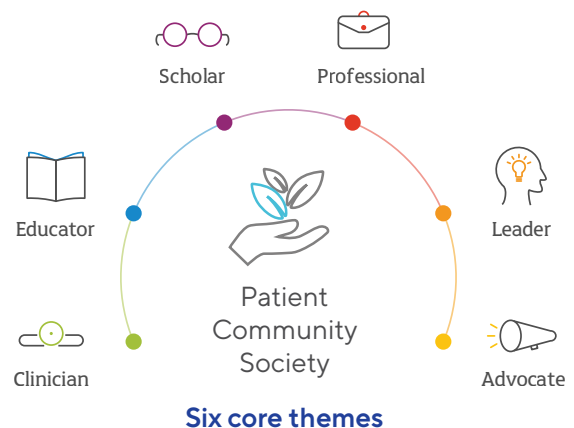 Scholar
Professional
Educator
Leader
Patient
Community
Society
Clinician
Advocate
Six core themes